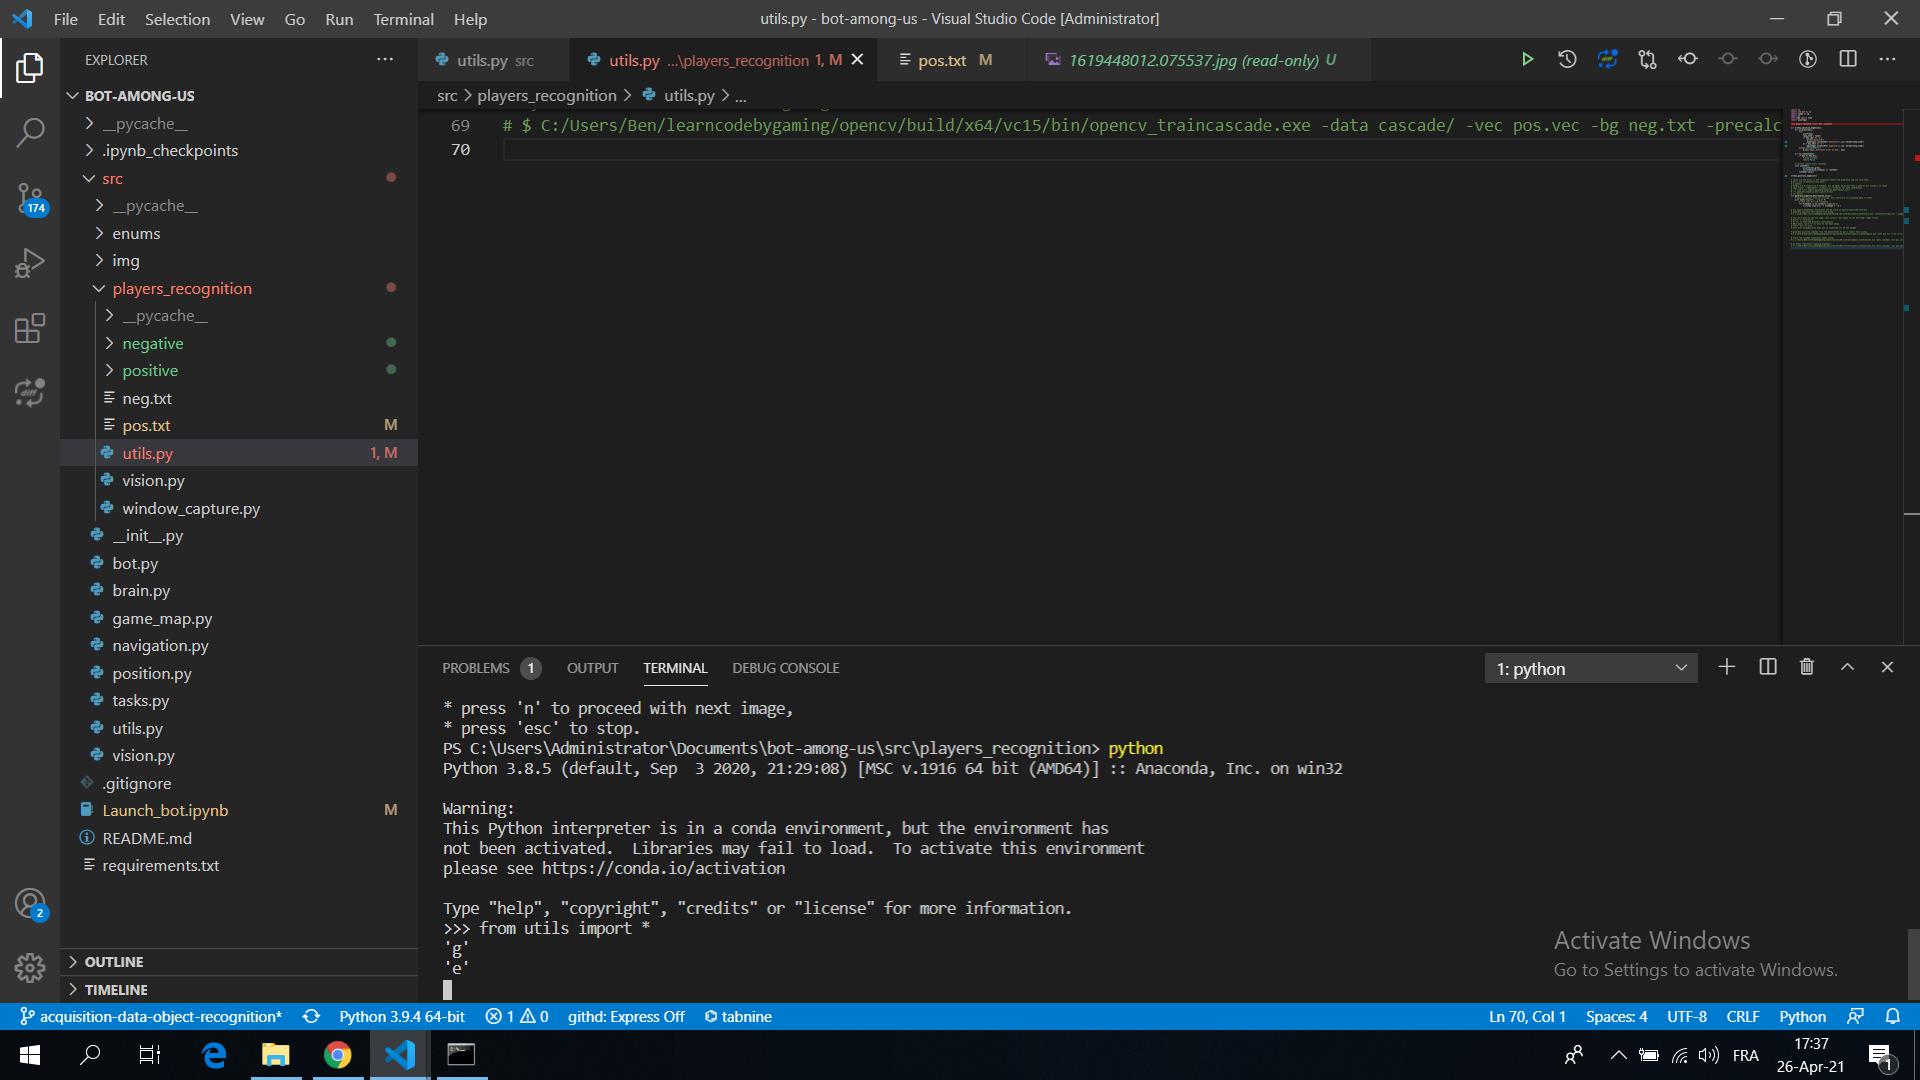 File Edit Selection View Go Run Terminal Help
utils.py - bot-among-us - Visual Studio Code [Administrator]
EXPLORER
utils.py src
utils.py ...\players_recognition 1, M
pos.txt M
1619448012.075537.jpg (read-only) U
src > players_recognition > utils.py > ...
BOT-AMONG-US
__pycache__
.ipynb_checkpoints
src
__pycache__
enums
img
players_recognition
__pycache__
negative
positive
neg.txt
pos.txt M
utils.py 1, M
vision.py
window_capture.py
__init__.py
bot.py
brain.py
game_map.py
navigation.py
position.py
tasks.py
utils.py
vision.py
.gitignore
Launch_bot.ipynb M
README.md
requirements.txt
OUTLINE
TIMELINE
174
diff
2
69 # $ C:/Users/Ben/learncodebygaming/opencv/build/x64/vc15/bin/opencv_traincascade.exe -data cascade/ -vec pos.vec -bg neg.txt -precalc
70
PROBLEMS 1 OUTPUT TERMINAL DEBUG CONSOLE
1: python
* press 'n' to proceed with next image,
* press 'esc' to stop.
PS C:\Users\Administrator\Documents\bot-among-us\src\players_recognition> python
Python 3.8.5 (default, Sep  3 2020, 21:29:08) [MSC v.1916 64 bit (AMD64)] :: Anaconda, Inc. on win32
Warning:
This Python interpreter is in a conda environment, but the environment has
not been activated.  Libraries may fail to load.  To activate this environment
please see https://conda.io/activation
Type "help", "copyright", "credits" or "license" for more information.
>>> from utils import *
'g'
'e'
Activate Windows
Go to Settings to activate Windows.
acquisition-data-object-recognition* Python 3.9.4 64-bit 1 0 githd: Express Off tabnine
Ln 70, Col 1 Spaces: 4 UTF-8 CRLF Python
FRA
17:37
26-Apr-21
1